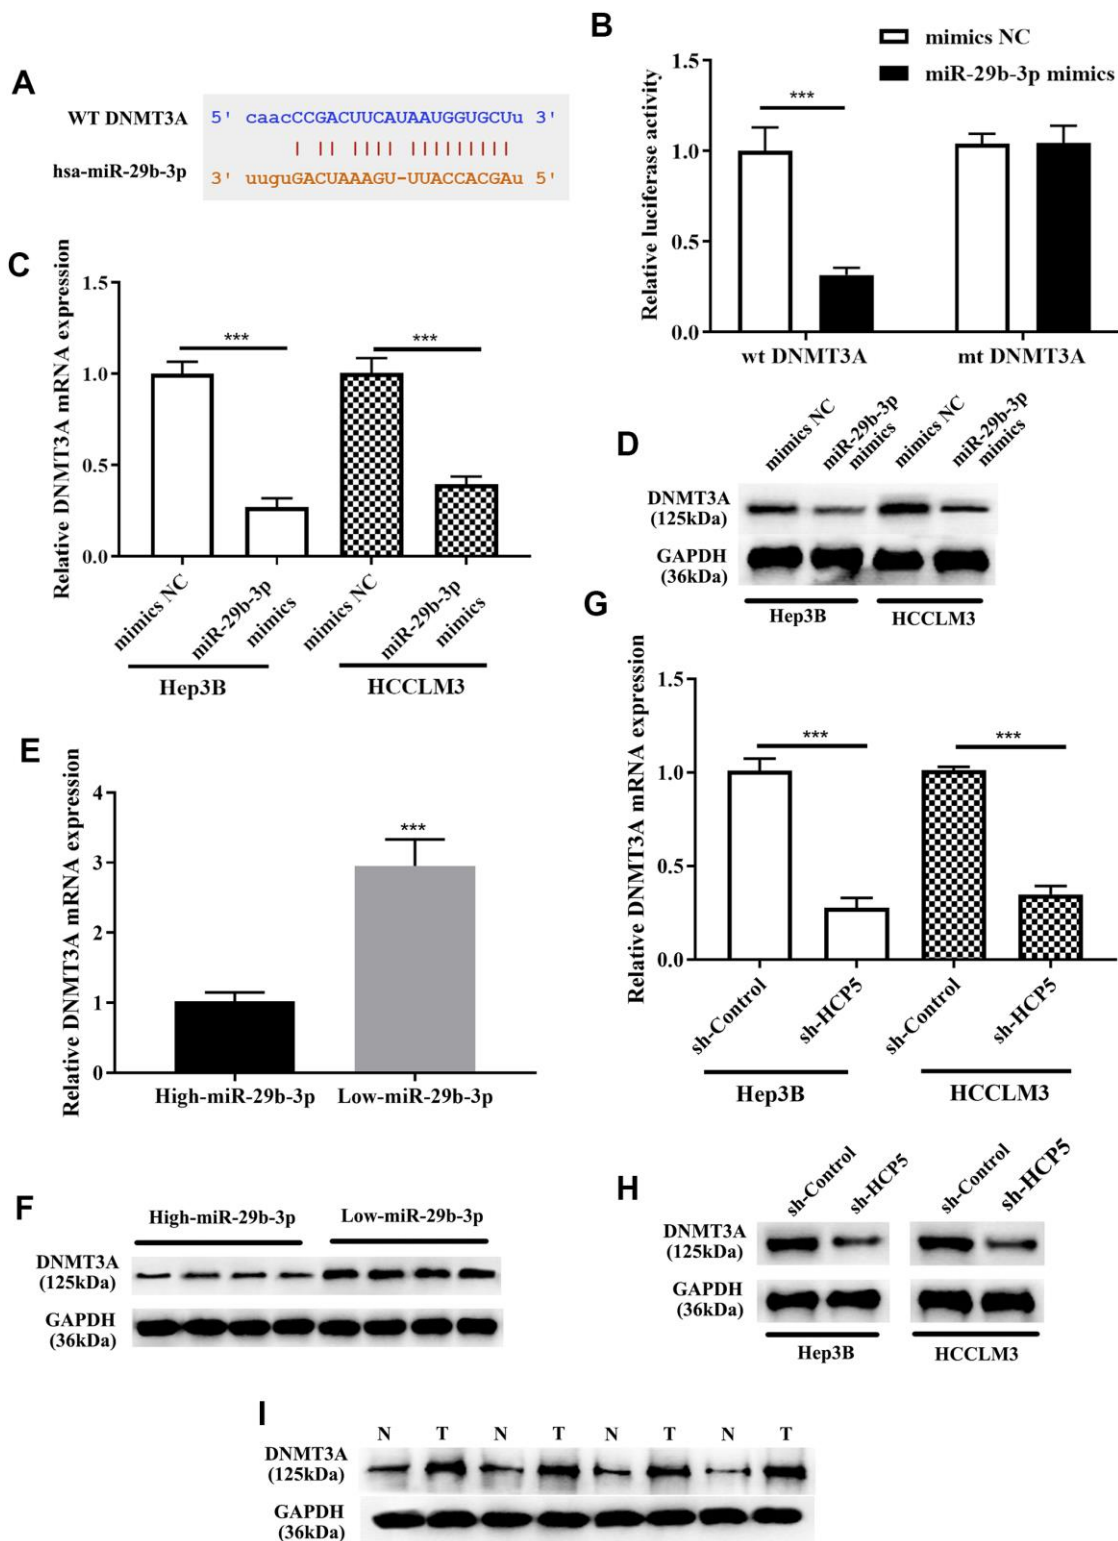 A
WT DNMT3A
5' caacCCGACUUCAUAAUGGUGCUu 3'
hsa-miR-29b-3p
3' uuguGACUAAAGU-UUACCACGAu 5'
B
mimics NC
miR-29b-3p mimics
Relative luciferase activity
1.5
1.0
0.5
0.0
***
wt DNMT3A
mt DNMT3A
C
Relative DNMT3A mRNA expression
1.5
1.0
0.5
0.0
***
***
mimics NC
miR-29b-3p
mimics
mimics NC
miR-29b-3p
mimics
Hep3B
HCCLM3
D
mimics NC
miR-29b-3p
mimics
mimics NC
miR-29b-3p
mimics
DNMT3A
(125kDa)
GAPDH
(36kDa)
Hep3B
HCCLM3
E
Relative DNMT3A mRNA expression
4
3
2
1
0
***
High-miR-29b-3p
Low-miR-29b-3p
F
High-miR-29b-3p
Low-miR-29b-3p
DNMT3A
(125kDa)
GAPDH
(36kDa)
G
Relative DNMT3A mRNA expression
1.5
1.0
0.5
0.0
***
***
sh-Control
sh-HCP5
sh-Control
sh-HCP5
Hep3B
HCCLM3
H
sh-Control
sh-HCP5
sh-Control
sh-HCP5
DNMT3A
(125kDa)
GAPDH
(36kDa)
Hep3B
HCCLM3
I
N T N T N T N T
DNMT3A
(125kDa)
GAPDH
(36kDa)